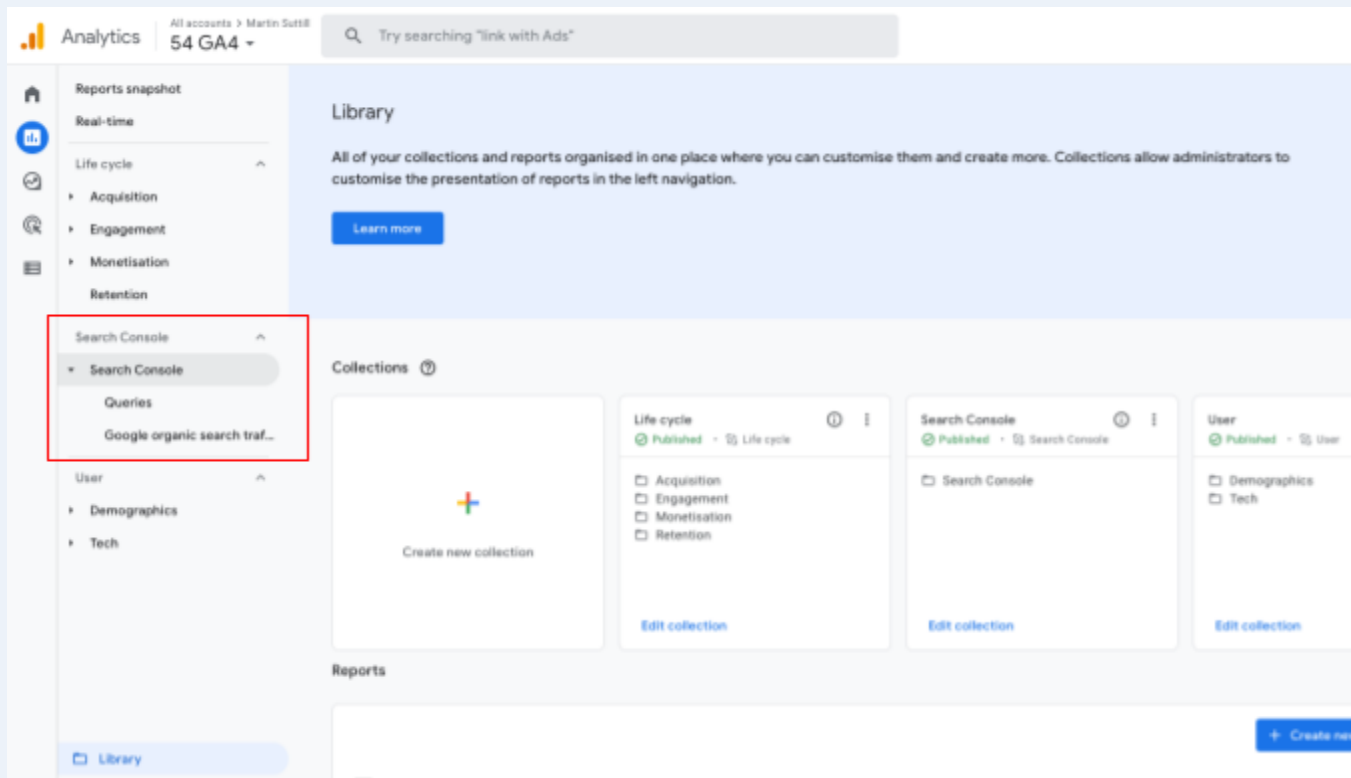 All accounts > Martin Suttill
Analytics
54 GA4
Try searching "link with Ads"
Reports snapshot
Real-time
Life cycle
Acquisition
Engagement
Monetisation
Retention
Search Console
Search Console
Queries
Google organic search traf...
User
Demographics
Tech
Library
Library
All of your collections and reports organised in one place where you can customise them and create more. Collections allow administrators to
customise the presentation of reports in the left navigation.
Learn more
Collections
Create new collection
Life cycle
Published • Life cycle
Acquisition
Engagement
Monetisation
Retention
Edit collection
Search Console
Published • Search Console
Search Console
Edit collection
User
Published • User
Demographics
Tech
Edit collection
Reports
+ Create new